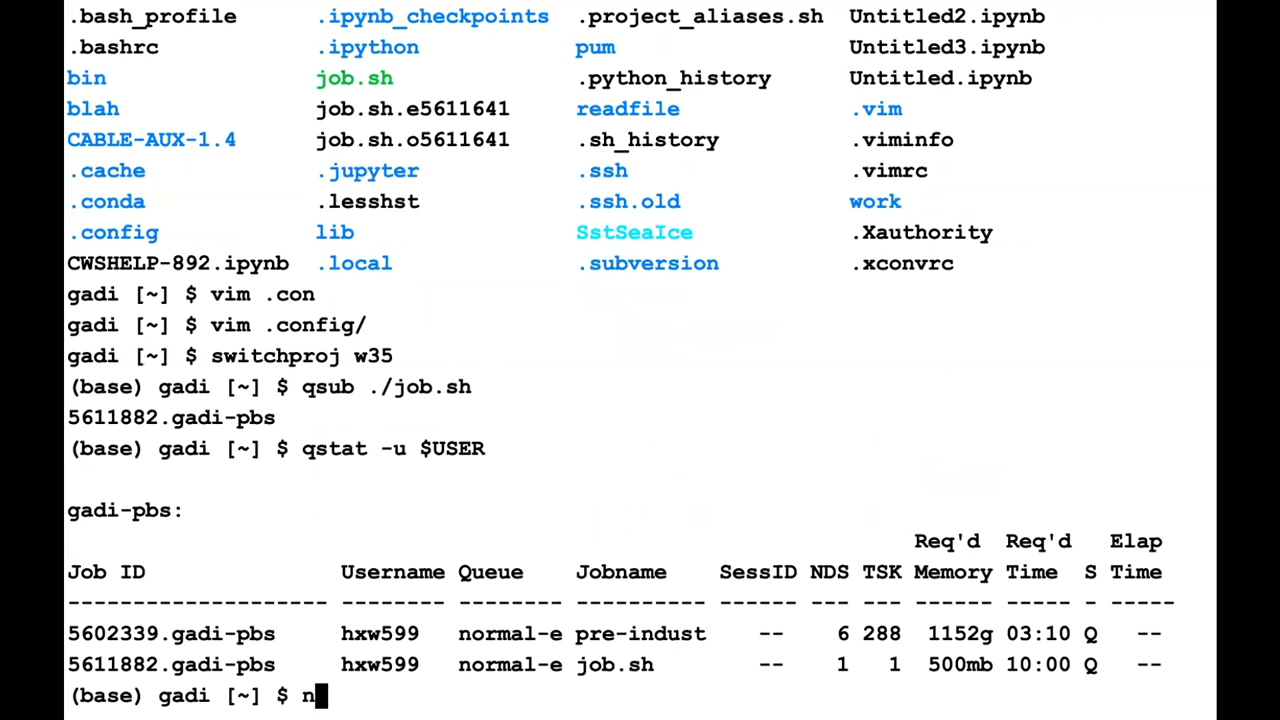 .bash_profile .ipynb_checkpoints .project_aliases.sh Untitled2.ipynb
.bashrc .ipython pum Untitled3.ipynb
bin job.sh .python_history Untitled.ipynb
blah job.sh.e5611641 readfile .vim
CABLE-AUX-1.4 job.sh.o5611641 .sh_history .viminfo
.cache .jupyter .ssh .vimrc
.conda .lesshst .ssh.old work
.config lib SstSeaIce .Xauthority
CWSHELP-892.ipynb .local .subversion .xconvrc
gadi [~] $ vim .con
gadi [~] $ vim .config/
gadi [~] $ switchproj w35
(base) gadi [~] $ qsub ./job.sh
5611882.gadi-pbs
(base) gadi [~] $ qstat -u $USER
gadi-pbs:
Req'd Req'd Elap
Job ID Username Queue Jobname SessID NDS TSK Memory Time S Time
-------------------- -------- -------- ---------- ------ --- --- ------ ----- - -----
5602339.gadi-pbs hxw599 normal-e pre-indust -- 6 288 1152g 03:10 Q --
5611882.gadi-pbs hxw599 normal-e job.sh -- 1 1 500mb 10:00 Q --
(base) gadi [~] $ n